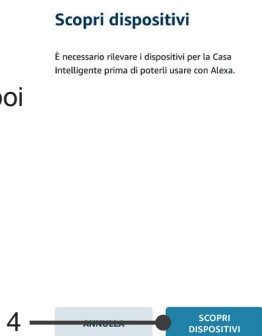 Scopri dispositivi
È necessario rilevare i dispositivi per la Casa
Intelligente prima di poterli usare con Alexa.
poi
4
ANNULLA
SCOPRI
DISPOSITIVI